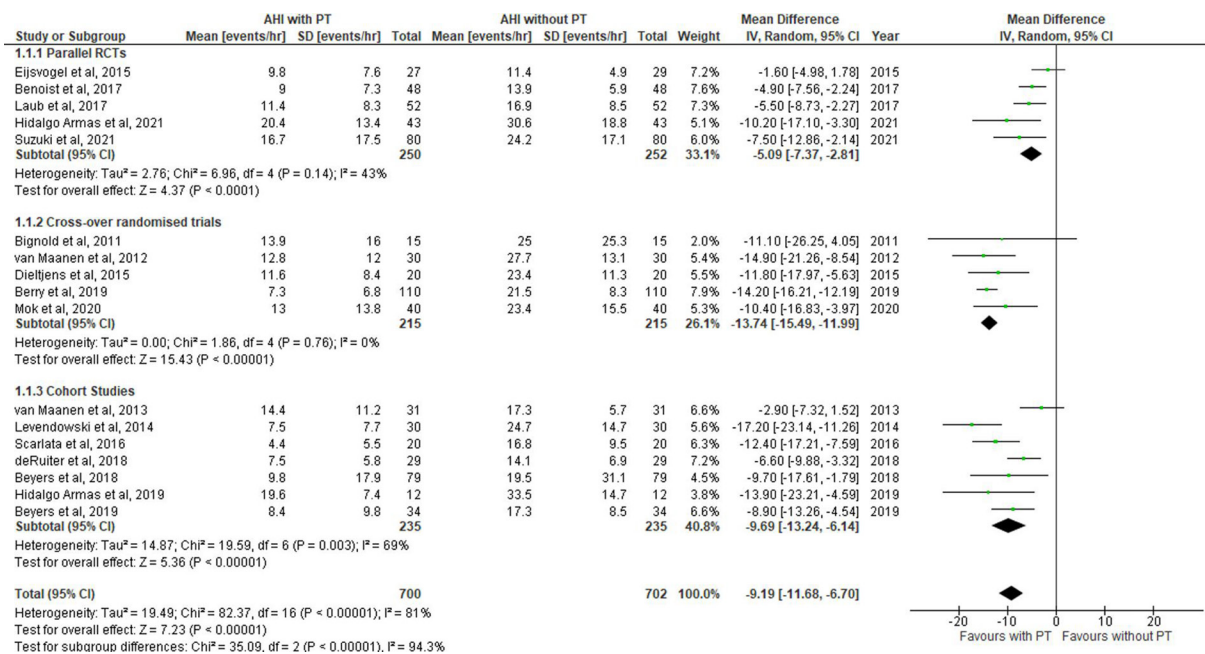 AHI with PT AHI without PT Mean Difference Mean Difference
Study or Subgroup Mean [events/hr] SD [events/hr] Total Mean [events/hr] SD [events/hr] Total Weight IV, Random, 95% CI Year IV, Random, 95% CI
1.1.1 Parallel RCTs
Eijsvogel et al, 2015 9.8 7.6 27 11.4 4.9 29 7.2% -1.60 [-4.98, 1.78] 2015
Benoist et al, 2017 9 7.3 48 13.9 5.9 48 7.6% -4.90 [-7.56, -2.24] 2017
Laub et al, 2017 11.4 8.3 52 16.9 8.5 52 7.2% -5.50 [-8.73, -2.27] 2017
Hidalgo Armas et al, 2021 20.4 13.4 43 30.6 18.8 43 5.1% -10.20 [-17.10, -3.30] 2021
Suzuki et al, 2021 16.7 17.5 80 24.2 17.1 80 6.0% -7.50 [-12.86, -2.14] 2021
Subtotal (95% CI) 250 252 33.1% -5.09 [-7.37, -2.81]
Heterogeneity: Tau² = 2.76; Chi² = 6.96, df = 4 (P = 0.14); I² = 43%
Test for overall effect: Z = 4.37 (P < 0.0001)
1.1.2 Cross-over randomised trials
Bignold et al, 2011 13.9 16 15 25 25.3 15 2.0% -11.10 [-26.25, 4.05] 2011
van Maanen et al, 2012 12.8 12 30 27.7 13.1 30 5.4% -14.90 [-21.26, -8.54] 2012
Dieltjens et al, 2015 11.6 8.4 20 23.4 11.3 20 5.5% -11.80 [-17.97, -5.63] 2015
Berry et al, 2019 7.3 6.8 110 21.5 8.3 110 7.9% -14.20 [-16.21, -12.19] 2019
Mok et al, 2020 13 13.8 40 23.4 15.5 40 5.3% -10.40 [-16.83, -3.97] 2020
Subtotal (95% CI) 215 215 26.1% -13.74 [-15.49, -11.99]
Heterogeneity: Tau² = 0.00; Chi² = 1.86, df = 4 (P = 0.76); I² = 0%
Test for overall effect: Z = 15.43 (P < 0.00001)
1.1.3 Cohort Studies
van Maanen et al, 2013 14.4 11.2 31 17.3 5.7 31 6.6% -2.90 [-7.32, 1.52] 2013
Levendowski et al, 2014 7.5 7.7 30 24.7 14.7 30 5.6% -17.20 [-23.14, -11.26] 2014
Scarlata et al, 2016 4.4 5.5 20 16.8 9.5 20 6.3% -12.40 [-17.21, -7.59] 2016
deRuiter et al, 2018 7.5 5.8 29 14.1 6.9 29 7.2% -6.60 [-9.88, -3.32] 2018
Beyers et al, 2018 9.8 17.9 79 19.5 31.1 79 4.5% -9.70 [-17.61, -1.79] 2018
Hidalgo Armas et al, 2019 19.6 7.4 12 33.5 14.7 12 3.8% -13.90 [-23.21, -4.59] 2019
Beyers et al, 2019 8.4 9.8 34 17.3 8.5 34 6.6% -8.90 [-13.26, -4.54] 2019
Subtotal (95% CI) 235 235 40.8% -9.69 [-13.24, -6.14]
Heterogeneity: Tau² = 14.87; Chi² = 19.59, df = 6 (P = 0.003); I² = 69%
Test for overall effect: Z = 5.36 (P < 0.00001)
Total (95% CI) 700 702 100.0% -9.19 [-11.68, -6.70]
Heterogeneity: Tau² = 19.49; Chi² = 82.37, df = 16 (P < 0.00001); I² = 81%
Test for overall effect: Z = 7.23 (P < 0.00001)
Test for subgroup differences: Chi² = 35.09, df = 2 (P < 0.00001), I² = 94.3%
-20 -10 0 10 20
Favours with PT Favours without PT